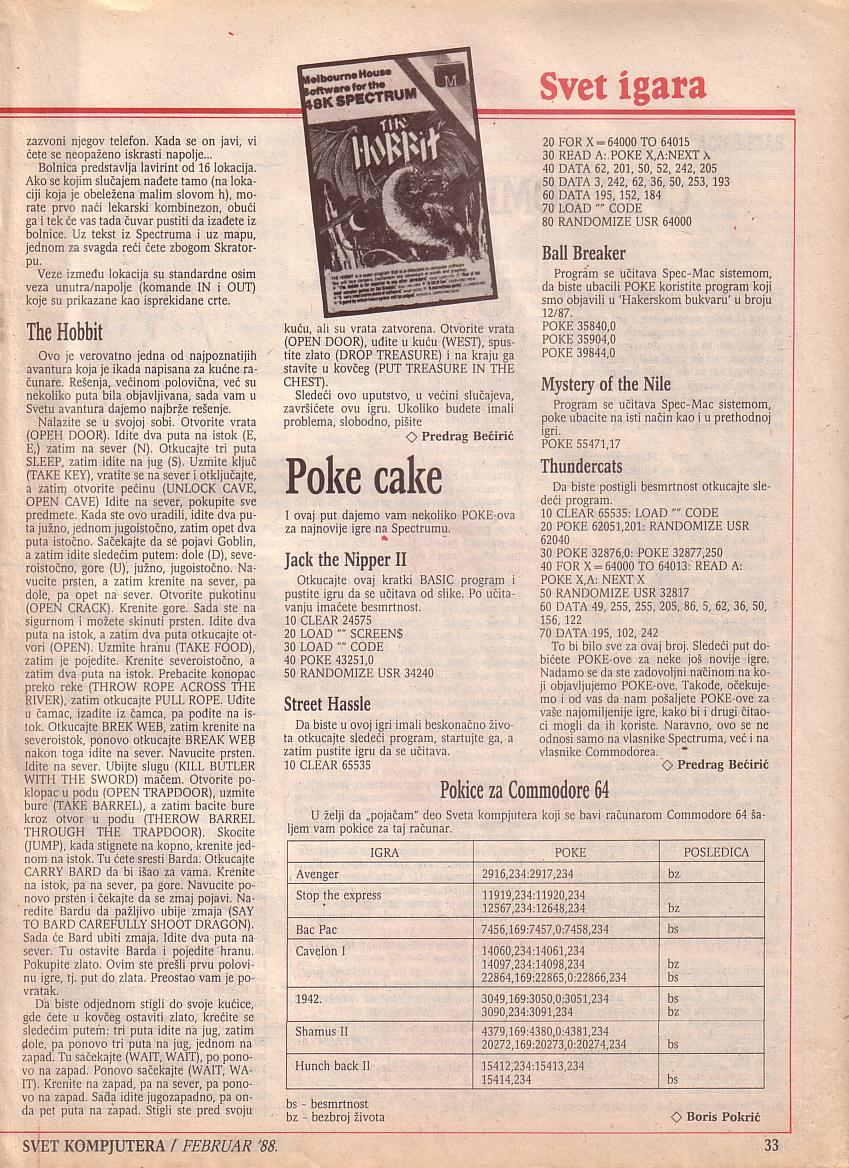 Svet igara
zazvoni njegov telefon. Kada se on javi, vi
ćete se neopaženo iskrasti napolje...
Bolnica predstavlja lavirint od 16 lokacija.
Ako se kojim slučajem nađete tamo (na loka-
ciji koja je obeležena malim slovom h), mo-
rate prvo naći lekarski kombinezon, obući
ga i tek će vas tada čuvar pustiti da izađete iz
bolnice. Uz tekst iz Spectruma i uz mapu,
jednom za svagda reći ćete zbogom Skrator-
pu.
Veze između lokacija su standardne osim
veza unutra/napolje (komande IN i OUT)
koje su prikazane kao isprekidane crte.
The Hobbit
Ovo je verovatno jedna od najpoznatijih
avantura koja je ikada napisana za kućne ra-
čunare. Rešenja, većinom polovična, već su
nekoliko puta bila objavljivana, sada vam u
Svetu avantura dajemo najbrže rešenje.
Nalazite se u svojoj sobi. Otvorite vrata
(OPEH DOOR). Idite dva puta na istok (E,
E,) zatim na sever (N). Otkucajte tri puta
SLEEP, zatim idite na jug (S). Uzmite ključ
(TAKE KEY), vratite se na sever i otključajte,
a zatim otvorite pećinu (UNLOCK CAVE,
OPEN CAVE) Idite na sever, pokupite sve
predmete. Kada ste ovo uradili, idite dva pu-
ta južno, jednom jugoistočno, zatim opet dva
puta istočno. Sačekajte da se pojavi Goblin,
a zatim idite sledećim putem: dole (D), seve-
roistočno, gore (U), južno, jugoistočno. Na-
vucite prsten, a zatim krenite na sever, pa
dole, pa opet na sever. Otvorite pukotinu
(OPEN CRACK). Krenite gore. Sada ste na
sigurnom i možete skinuti prsten. Idite dva
puta na istok, a zatim dva puta otkucajte ot-
vori (OPEN). Uzmite hranu (TAKE FOOD),
zatim je pojedite. Krenite severoistočno, a
zatim dva puta na istok. Prebacite konopac
preko reke (THROW ROPE ACROSS THE
RIVER), zatim otkucajte PULL ROPE. Uđite
u čamac, izađite iz čamca, pa pođite na is-
tok. Otkucajte BREK WEB, zatim krenite na
severoistok, ponovo otkucajte BREAK WEB
nakon toga idite na sever. Navucite prsten.
Idite na sever. Ubijte slugu (KILL BUTLER
WITH THE SWORD) mačem. Otvorite po-
klopac u podu (OPEN TRAPDOOR), uzmite
bure (TAKE BARREL), a zatim bacite bure
kroz otvor u podu (THEROW BARREL
THROUGH THE TRAPDOOR). Skocite
(JUMP), kada stignete na kopno, krenite jed-
nom na istok. Tu ćete sresti Barda. Otkucajte
CARRY BARD da bi išao za vama. Krenite
na istok, pa na sever, pa gore. Navucite po-
novo prsten i čekajte da se zmaj pojavi. Na-
redite Bardu da pažljivo ubije zmaja (SAY
TO BARD CAREFULLY SHOOT DRAGON).
Sada će Bard ubiti zmaja. Idite dva puta na
sever. Tu ostavite Barda i pojedite hranu.
Pokupite zlato. Ovim ste prešli prvu polovi-
nu igre, tj. put do zlata. Preostao vam je po-
vratak.
Da biste odjednom stigli do svoje kućice,
gde ćete u kovčeg ostaviti zlato, krećite se
sledećim putem: tri puta idite na jug, zatim
dole, pa ponovo tri puta na jug, jednom na
zapad. Tu sačekajte (WAIT, WAIT), po pono-
vo na zapad. Ponovo sačekajte (WAIT, WA-
IT). Krenite na zapad, pa na sever, pa pono-
vo na zapad. Sada idite jugozapadno, pa on-
da pet puta na zapad. Stigli ste pred svoju
Melbourne House
Software for the
48K SPECTRUM
M
THE
HOBBIT
kuću, ali su vrata zatvorena. Otvorite vrata
(OPEN DOOR), uđite u kuću (WEST), spus-
tite zlato (DROP TREASURE) i na kraju ga
stavite u kovčeg (PUT TREASURE IN THE
CHEST).
Sledeći ovo uputstvo, u većini slučajeva,
završićete ovu igru. Ukoliko budete imali
problema, slobodno, pišite
◇ Predrag Bećirić
Poke cake
I ovaj put dajemo vam nekoliko POKE-ova
za najnovije igre na Spectrumu.
Jack the Nipper II
Otkucajte ovaj kratki BASIC program i
pustite igru da se učitava od slike. Po učita-
vanju imaćete besmrtnost.
10 CLEAR 24575
20 LOAD "" SCREEN$
30 LOAD "" CODE
40 POKE 43251,0
50 RANDOMIZE USR 34240
Street Hassle
Da biste u ovoj igri imali beskonačno živo-
ta otkucajte sledeći program, startujte ga, a
zatim pustite igru da se učitava.
10 CLEAR 65535
20 FOR X=64000 TO 64015
30 READ A: POKE X,A:NEXT X
40 DATA 62, 201, 50, 52, 242, 205
50 DATA 3, 242, 62, 36, 50, 253, 193
60 DATA 195, 152, 184
70 LOAD "" CODE
80 RANDOMIZE USR 64000
Ball Breaker
Program se učitava Spec-Mac sistemom,
da biste ubacili POKE koristite program koji
smo objavili u 'Hakerskom bukvaru' u broju
12/87.
POKE 35840,0
POKE 35904,0
POKE 39844,0
Mystery of the Nile
Program se učitava Spec-Mac sistemom,
poke ubacite na isti način kao i u prethodnoj
igri.
POKE 55471,17
Thundercats
Da biste postigli besmrtnost otkucajte sle-
deći program.
10 CLEAR 65535: LOAD "" CODE
20 POKE 62051,201: RANDOMIZE USR
62040
30 POKE 32876,0: POKE 32877,250
40 FOR X=64000 TO 64013: READ A:
POKE X,A: NEXT X
50 RANDOMIZE USR 32817
60 DATA 49, 255, 255, 205, 86, 5, 62, 36, 50,
156, 122
70 DATA 195, 102, 242
To bi bilo sve za ovaj broj. Sledeći put do-
bićete POKE-ove za neke još novije igre.
Nadamo se da ste zadovoljni načinom na ko-
ji objavljujemo POKE-ove. Takođe, očekuje-
mo i od vas da nam pošaljete POKE-ove za
vaše najomiljenije igre, kako bi i drugi čitao-
ci mogli da ih koriste. Naravno, ovo se ne
odnosi samo na vlasnike Spectruma, već i na
vlasnike Commodorea.
◇ Predrag Bećirić
Pokice za Commodore 64
U želji da „pojačam" deo Sveta kompjutera koji se bavi računarom Commodore 64 ša-
ljem vam pokice za taj računar.
IGRA POKE POSLEDICA
Avenger 2916,234:2917,234 bz
Stop the express 11919,234:11920,234
12567,234:12648,234 bz
Bac Pac 7456,169:7457,0:7458,234 bs
Cavelon I 14060,234:14061,234
14097,234:14098,234 bz
22864,169:22865,0:22866,234 bs
1942. 3049,169:3050,0:3051,234 bs
3090,234:3091,234 bz
Shamus II 4379,169:4380,0:4381,234
20272,169:20273,0:20274,234 bs
Hunch back II 15412,234:15413,234
15414,234 bs
bs - besmrtnost
bz - bezbroj života
◇ Boris Pokrić
SVET KOMPJUTERA / FEBRUAR '88.
33